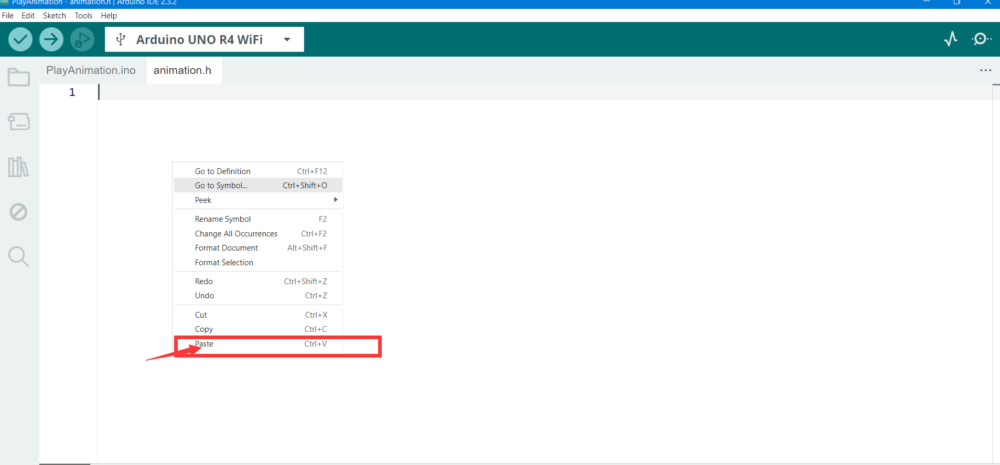 PlayAnimation - animation.h | Arduino IDE 2.3.2
File Edit Sketch Tools Help
Arduino UNO R4 WiFi
PlayAnimation.ino animation.h
1
Go to Definition Ctrl+F12
Go to Symbol... Ctrl+Shift+O
Peek
Rename Symbol F2
Change All Occurrences Ctrl+F2
Format Document Alt+Shift+F
Format Selection
Redo Ctrl+Shift+Z
Undo Ctrl+Z
Cut Ctrl+X
Copy Ctrl+C
Paste Ctrl+V